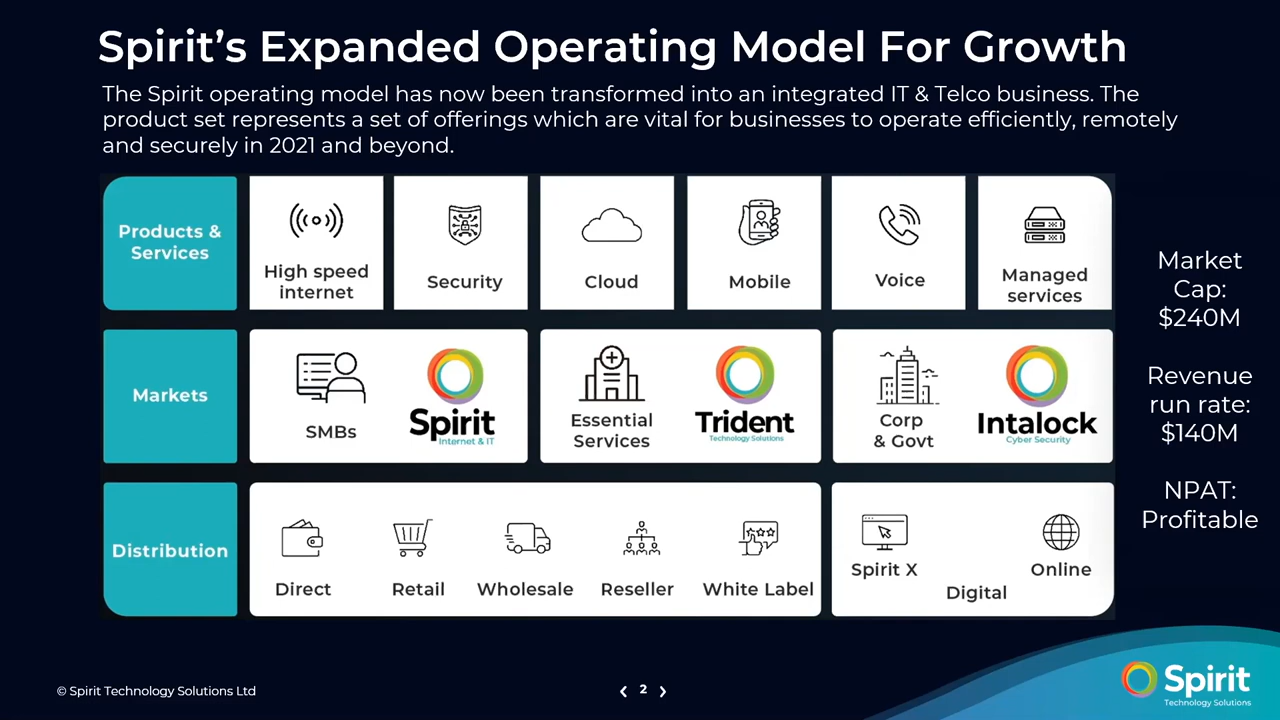 Spirit's Expanded Operating Model For Growth
The Spirit operating model has now been transformed into an integrated IT & Telco business. The
product set represents a set of offerings which are vital for businesses to operate efficiently, remotely
and securely in 2021 and beyond.
Products &
Services
High speed
internet
Security
Cloud
Mobile
Voice
Managed
services
Markets
SMBs
Spirit
Internet & IT
Essential
Services
Trident
Technology Solutions
Corp
& Govt
Intalock
Cyber Security
Distribution
Direct
Retail
Wholesale
Reseller
White Label
Spirit X
Digital
Online
Market
Cap:
$240M
Revenue
run rate:
$140M
NPAT:
Profitable
© Spirit Technology Solutions Ltd
‹ 2 ›
Spirit
Technology Solutions